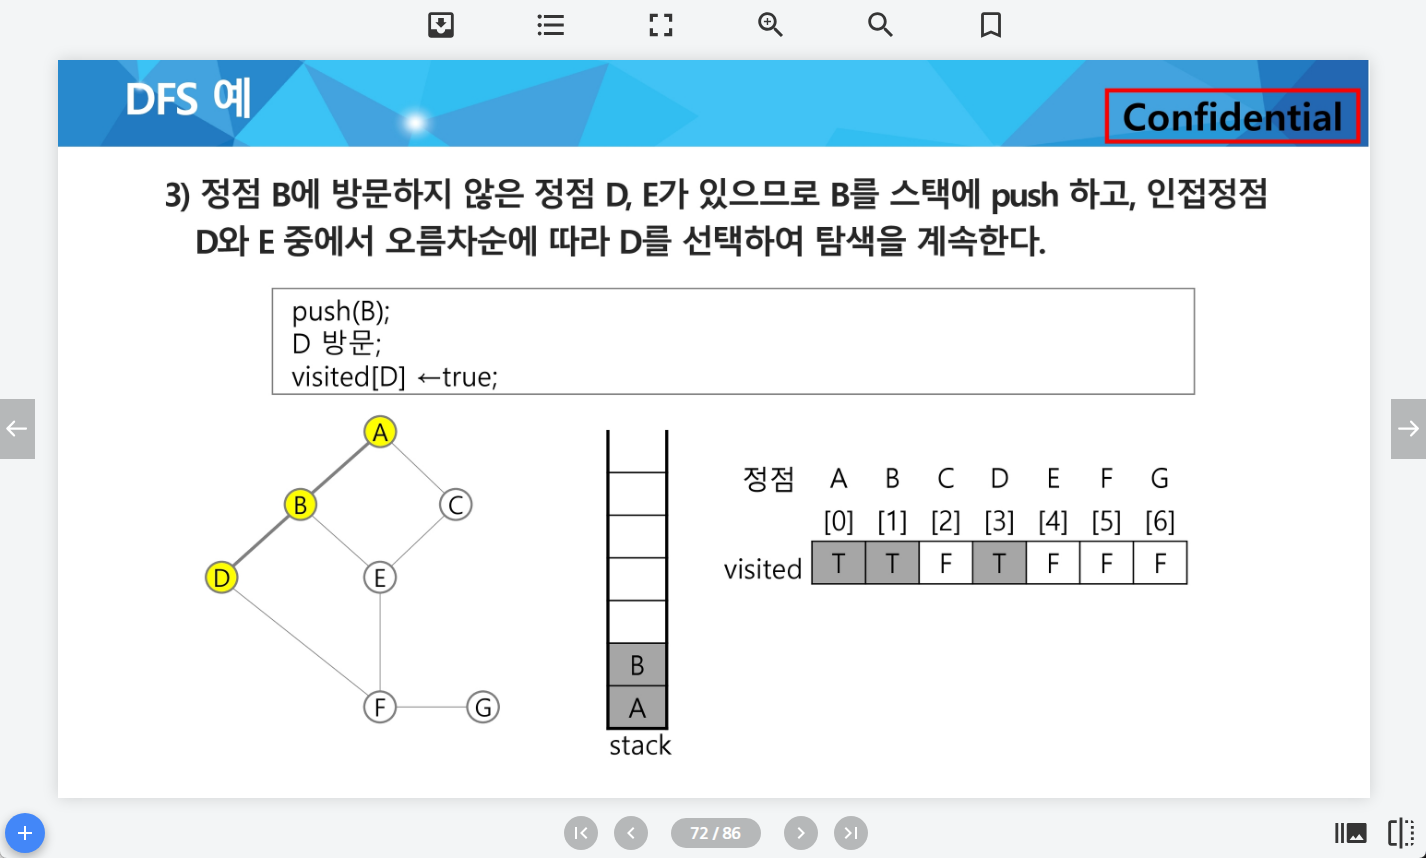 DFS 예
Confidential
3) 정점 B에 방문하지 않은 정점 D, E가 있으므로 B를 스택에 push 하고, 인접정점
D와 E 중에서 오름차순에 따라 D를 선택하여 탐색을 계속한다.
push(B);
D 방문;
visited[D] ←true;
A
B
C
D
E
F
G
B
A
stack
정점 A B C D E F G
[0] [1] [2] [3] [4] [5] [6]
visited T T F T F F F
72 / 86